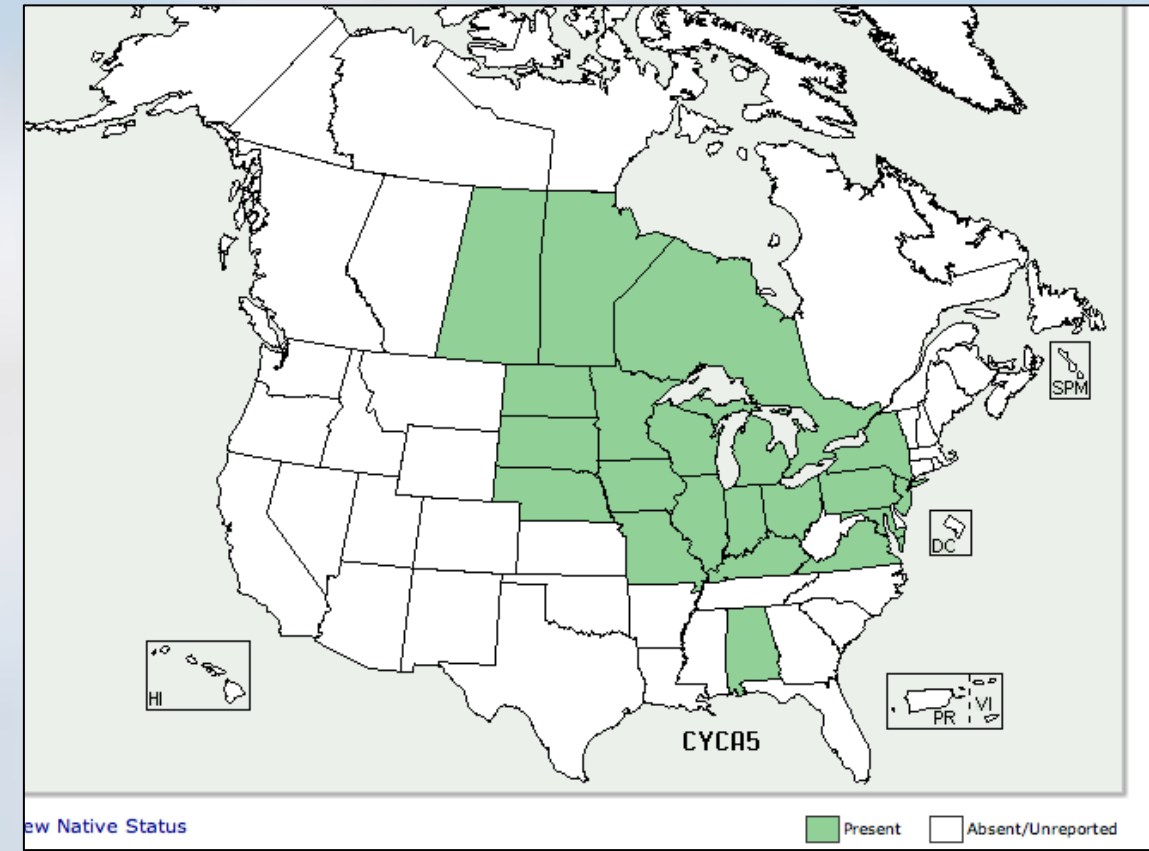 SPM
DC
HI
PR VI
CYCA5
ew Native Status
Present
Absent/Unreported